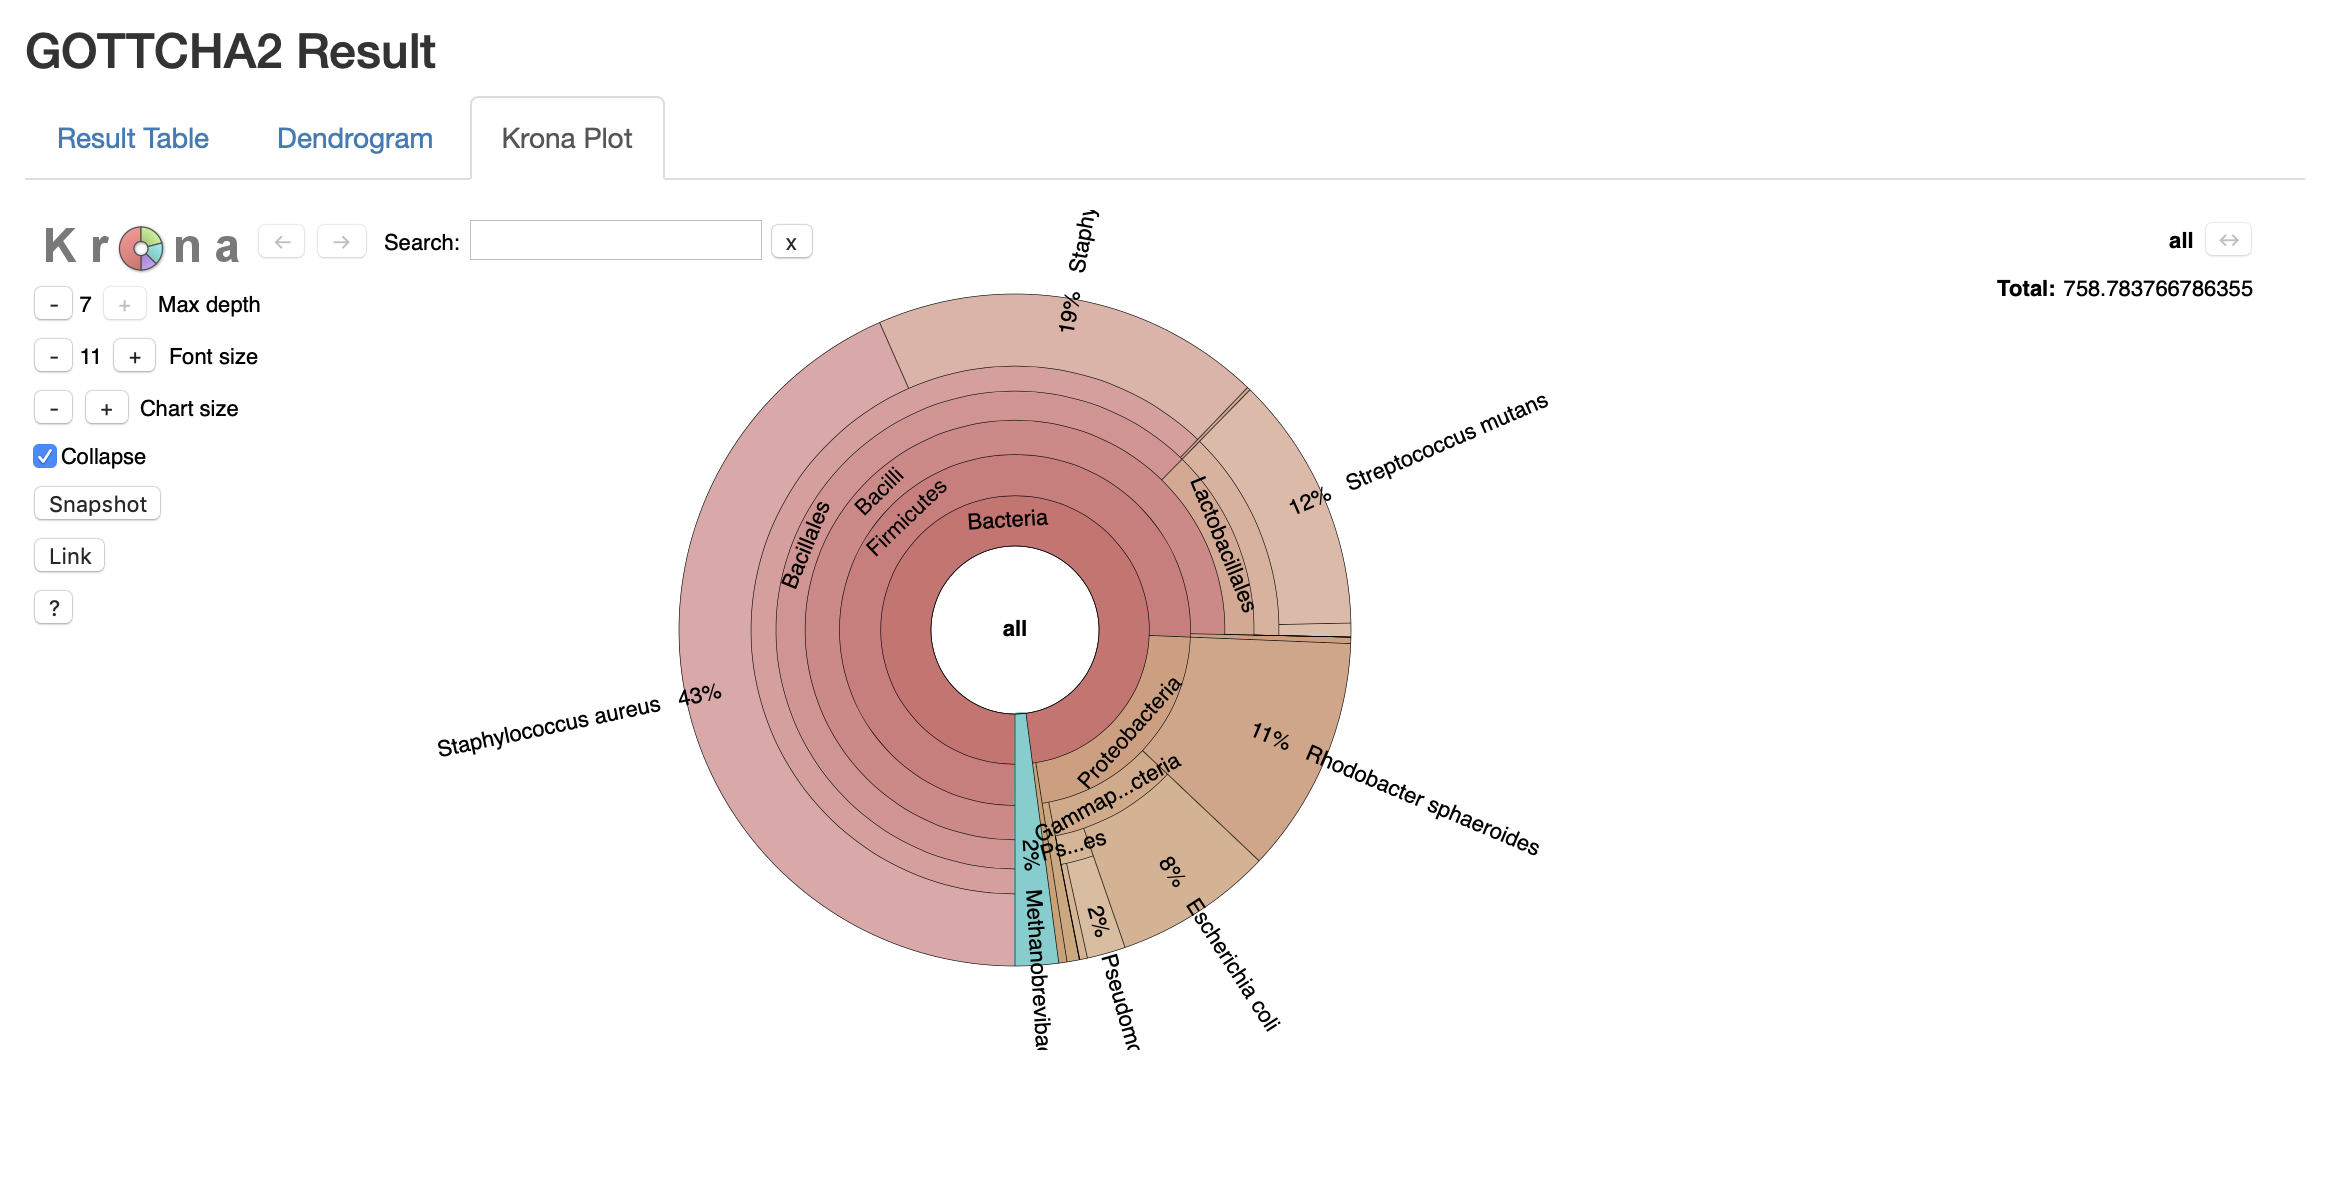 GOTTCHA2 Result
Result Table
Dendrogram
Krona Plot
Krona
Search:
x
all
Total: 758.783766786355
- 7 + Max depth
- 11 + Font size
- + Chart size
Collapse
Snapshot
Link
?
19% Staphy
Streptococcus mutans
12%
Lactobacillales
Bacillales
Bacilli
Firmicutes
Bacteria
all
Staphylococcus aureus 43%
Proteobacteria
11% Rhodobacter sphaeroides
Gammap...cteria
Ps...es
8% Escherichia coli
2% Pseudomo
2% Methanobrevibac